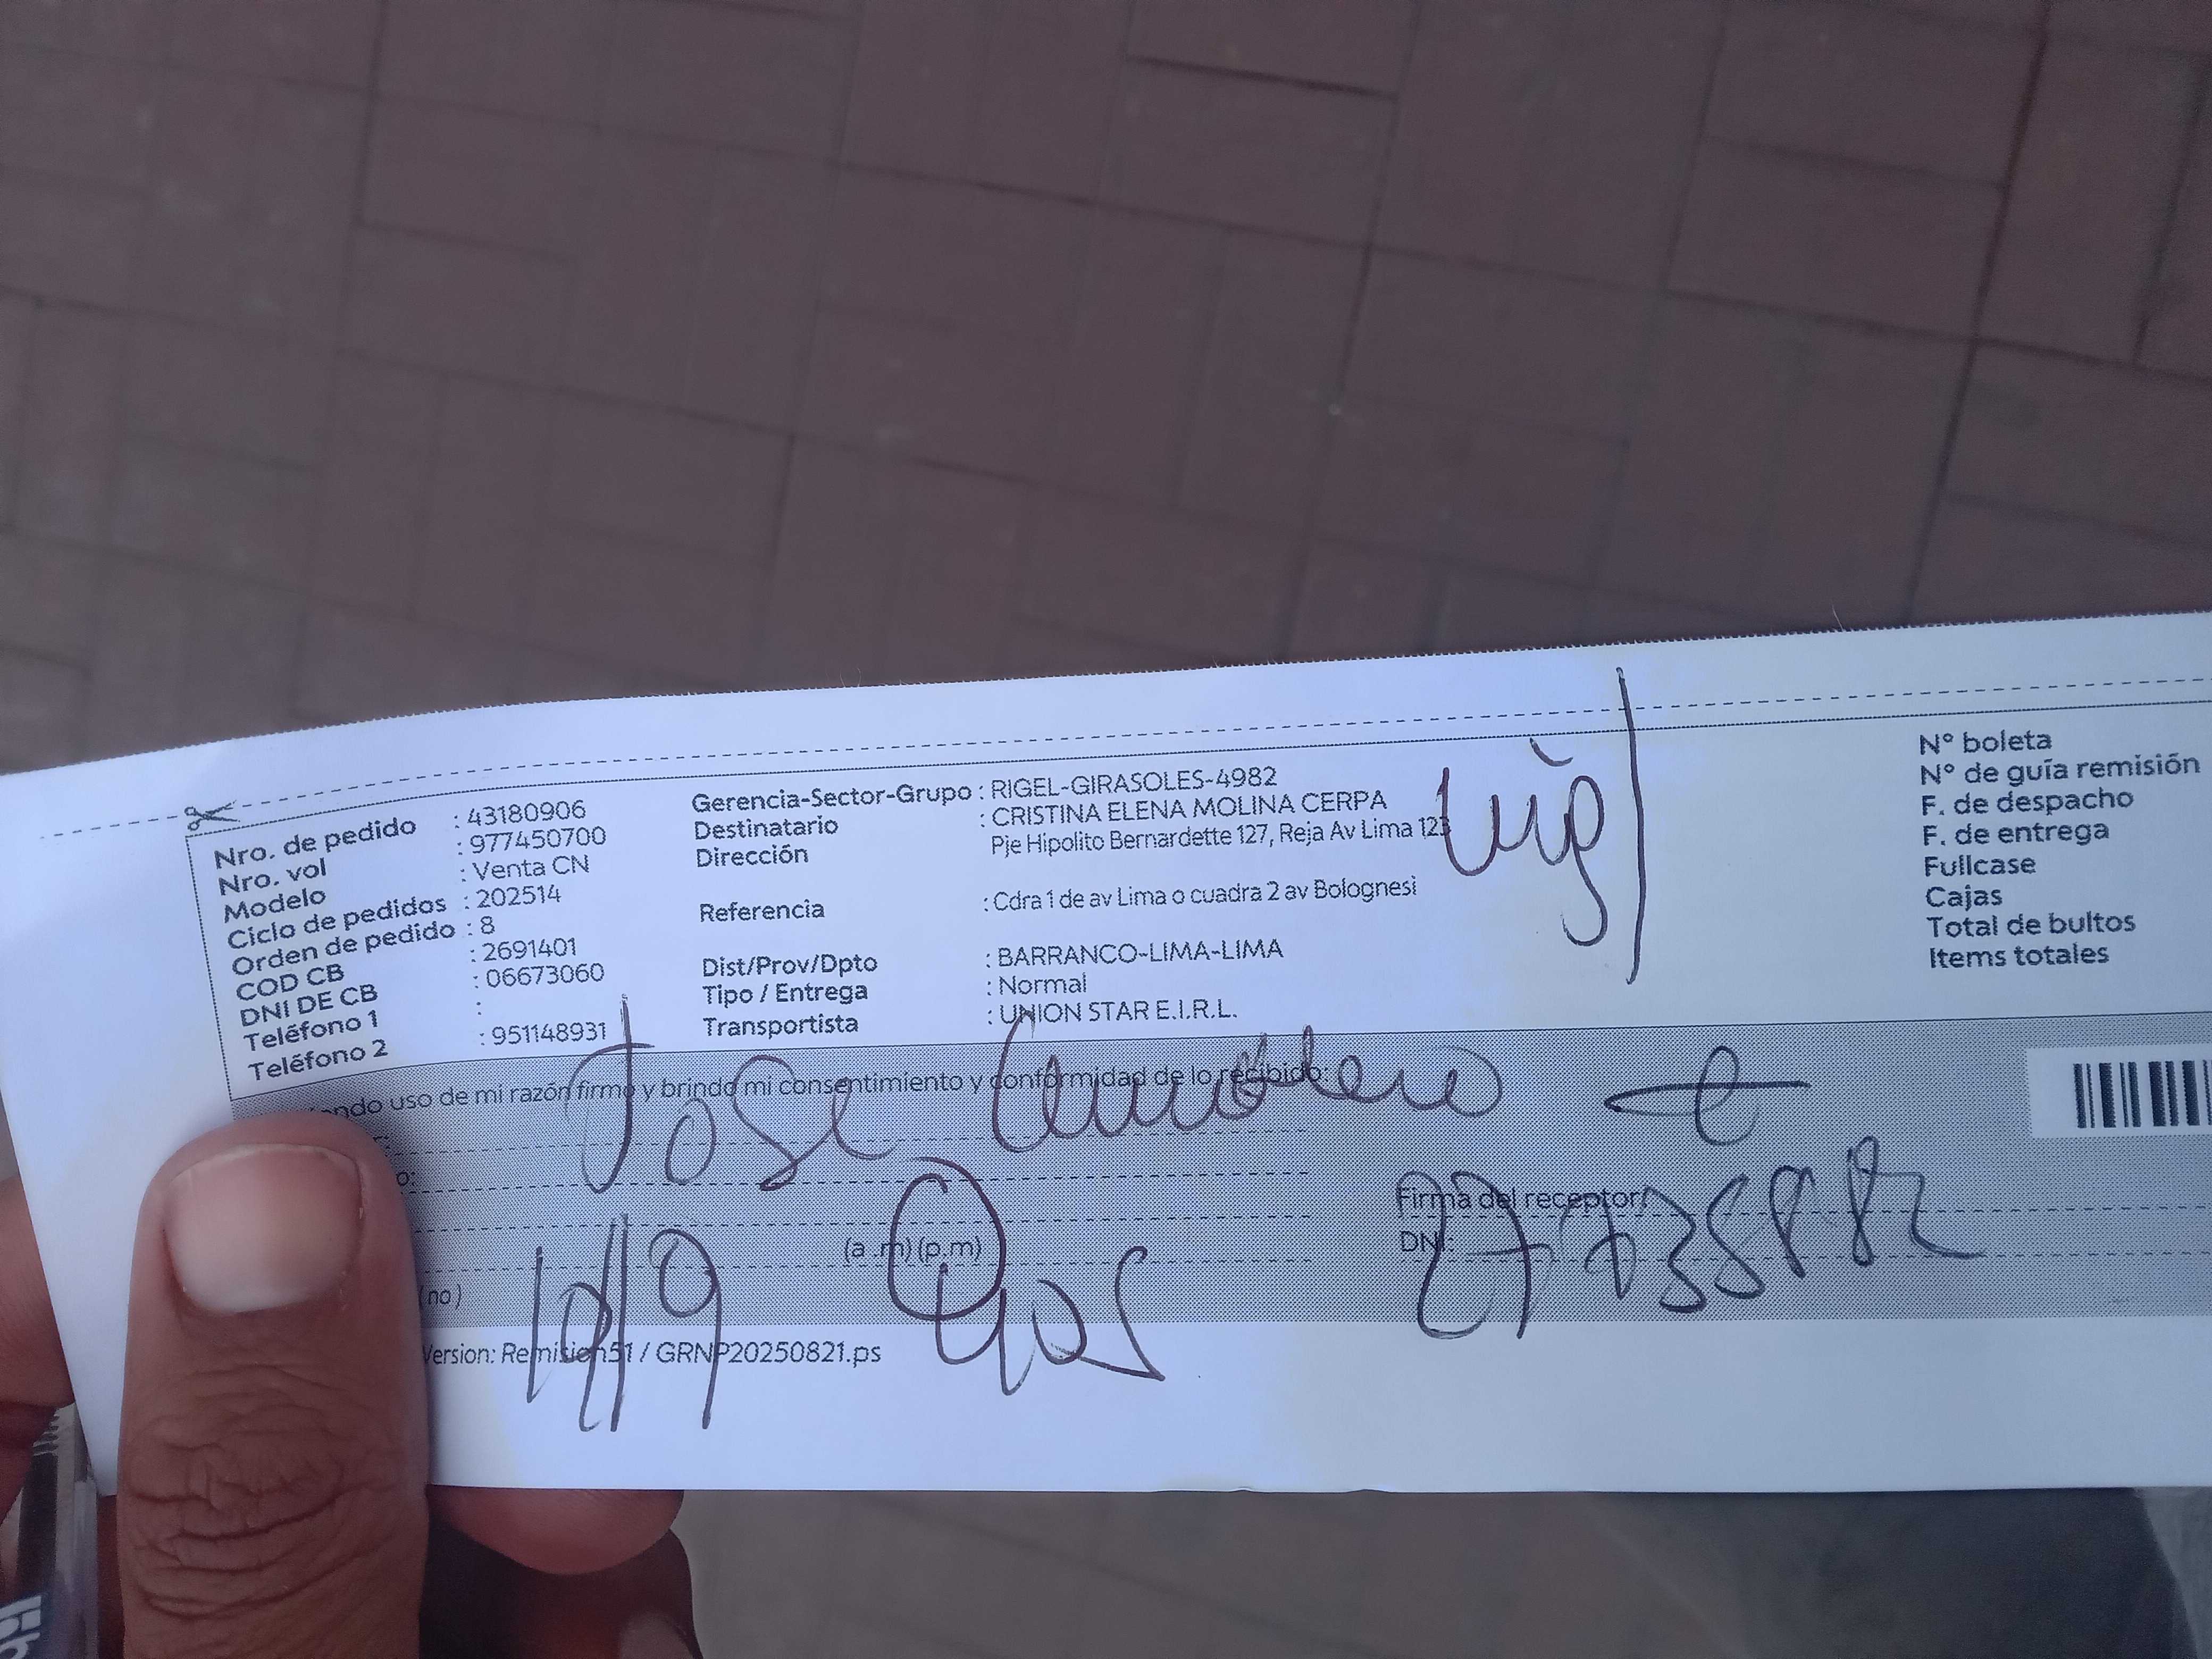 Nro. de pedido : 43180906
Nro. vol : 977450700
Modelo : Venta CN
Ciclo de pedidos : 202514
Orden de pedido : 8
COD CB : 2691401
DNI DE CB : 06673060
Teléfono 1 :
Teléfono 2 : 951148931
Gerencia-Sector-Grupo : RIGEL-GIRASOLES-4982
Destinatario : CRISTINA ELENA MOLINA CERPA
Dirección Pje Hipolito Bernardette 127, Reja Av Lima 123
Referencia : Cdra 1 de av Lima o cuadra 2 av Bolognesi
Dist/Prov/Dpto : BARRANCO-LIMA-LIMA
Tipo / Entrega : Normal
Transportista : UNION STAR E.I.R.L.
N° boleta
N° de guía remisión
F. de despacho
F. de entrega
Fullcase
Cajas
Total de bultos
Items totales
uso de mi razón firmo y brindo mi consentimiento y conformidad de lo recibido:
Jose
Firma del receptor:
(a .m) (p.m)
DNI:
(no)
Version: Remision51 / GRNP20250821.ps